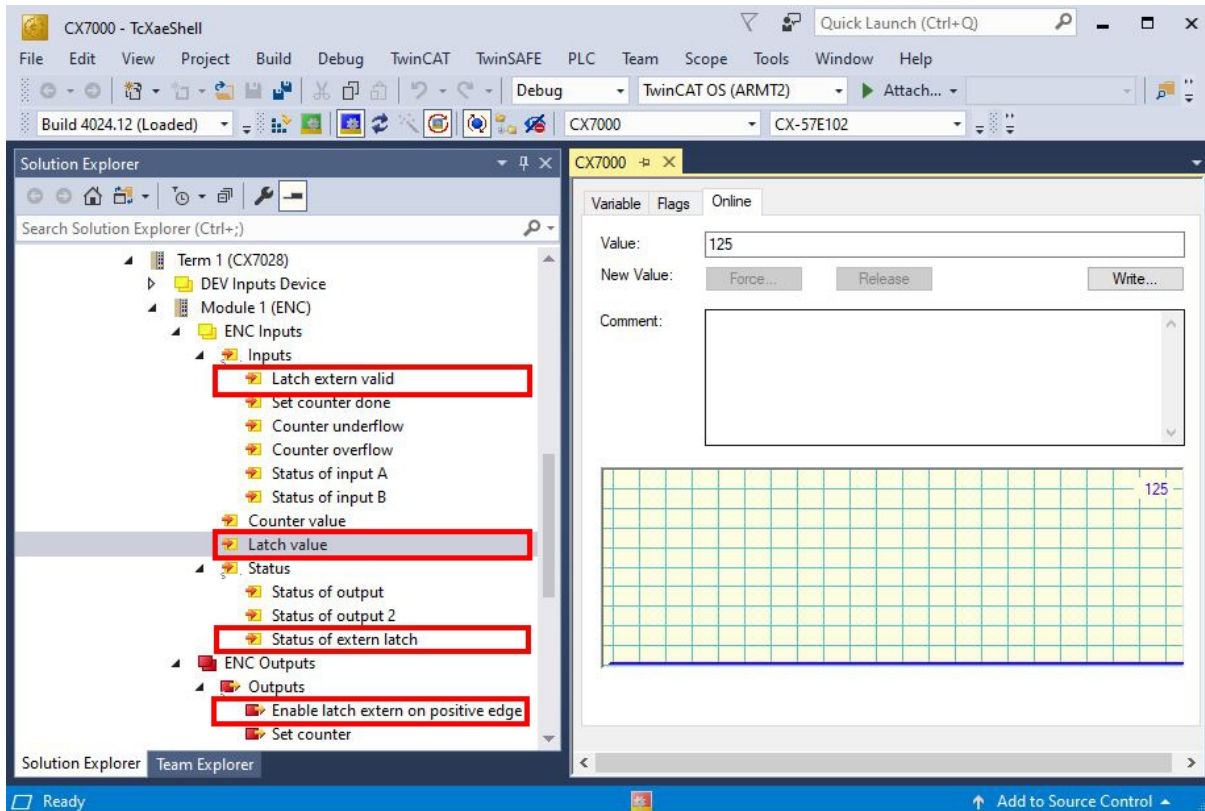 CX7000 - TcXaeShell
Quick Launch (Ctrl+Q)
File Edit View Project Build Debug TwinCAT TwinSAFE PLC Team Scope Tools Window Help
Debug TwinCAT OS (ARMT2) Attach...
Build 4024.12 (Loaded) CX7000 CX-57E102
Solution Explorer
Search Solution Explorer (Ctrl+;)
Term 1 (CX7028)
DEV Inputs Device
Module 1 (ENC)
ENC Inputs
Inputs
Latch extern valid
Set counter done
Counter underflow
Counter overflow
Status of input A
Status of input B
Counter value
Latch value
Status
Status of output
Status of output 2
Status of extern latch
ENC Outputs
Outputs
Enable latch extern on positive edge
Set counter
Solution Explorer Team Explorer
CX7000
Variable Flags Online
Value: 125
New Value: Force... Release Write...
Comment:
125
Ready Add to Source Control